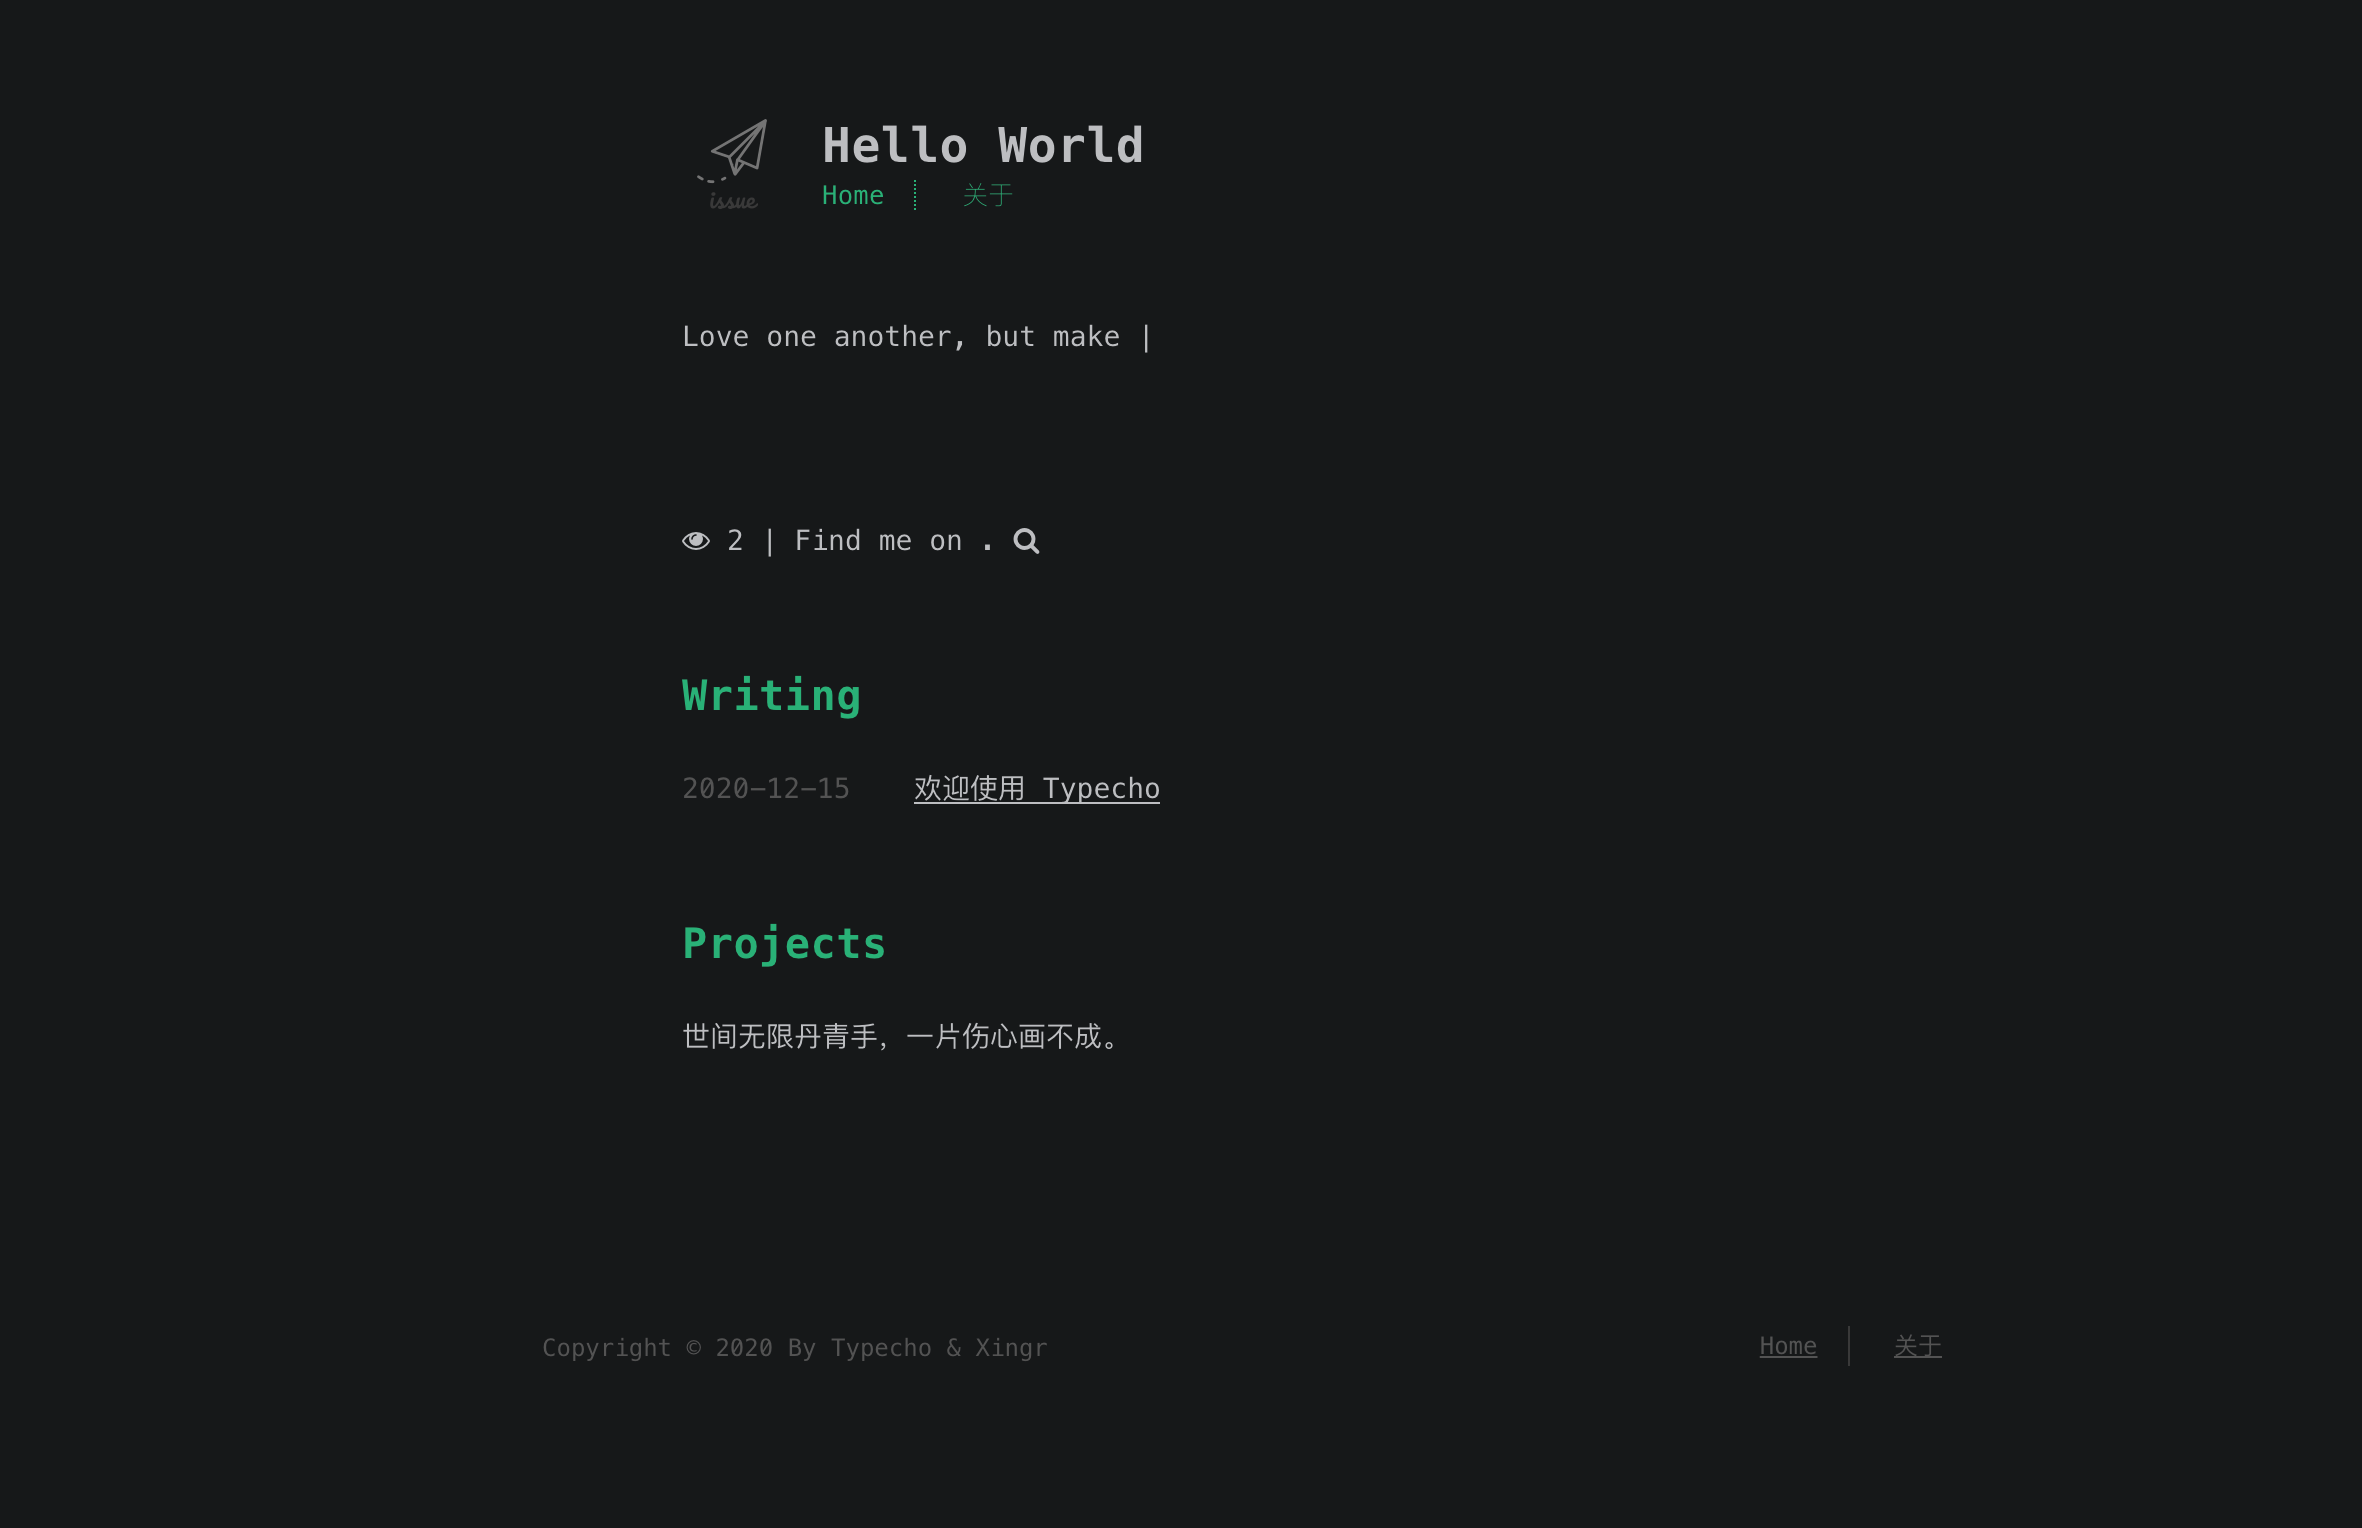 issue
Hello World
Home 关于
Love one another, but make |
2 | Find me on .
Writing
2020-12-15 欢迎使用 Typecho
Projects
世间无限丹青手，一片伤心画不成。
Copyright © 2020 By Typecho & Xingr
Home 关于